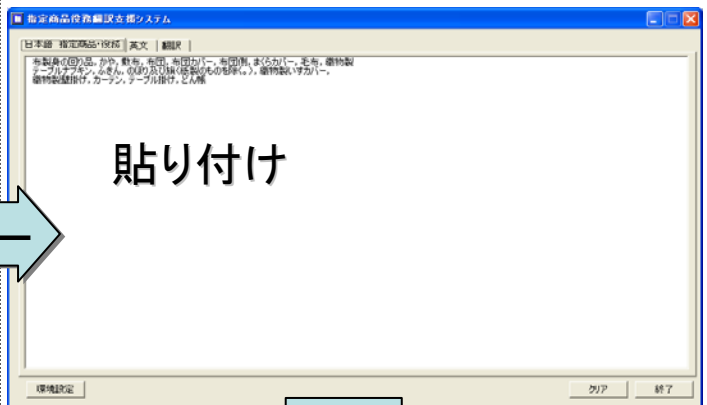 指定商品役務翻訳支援システム
日本語 指定商品・役務 英文 翻訳
布製身の回り品，かや，敷布，布団，布団カバー，布団側，まくらカバー，毛布，織物製
テーブルナプキン，ふきん，のぼり及び旗（紙製のものを除く。），織物製いすカバー，
織物製壁掛け，カーテン，テーブル掛け，どん帳
貼り付け
ー
環境設定 クリア 終了